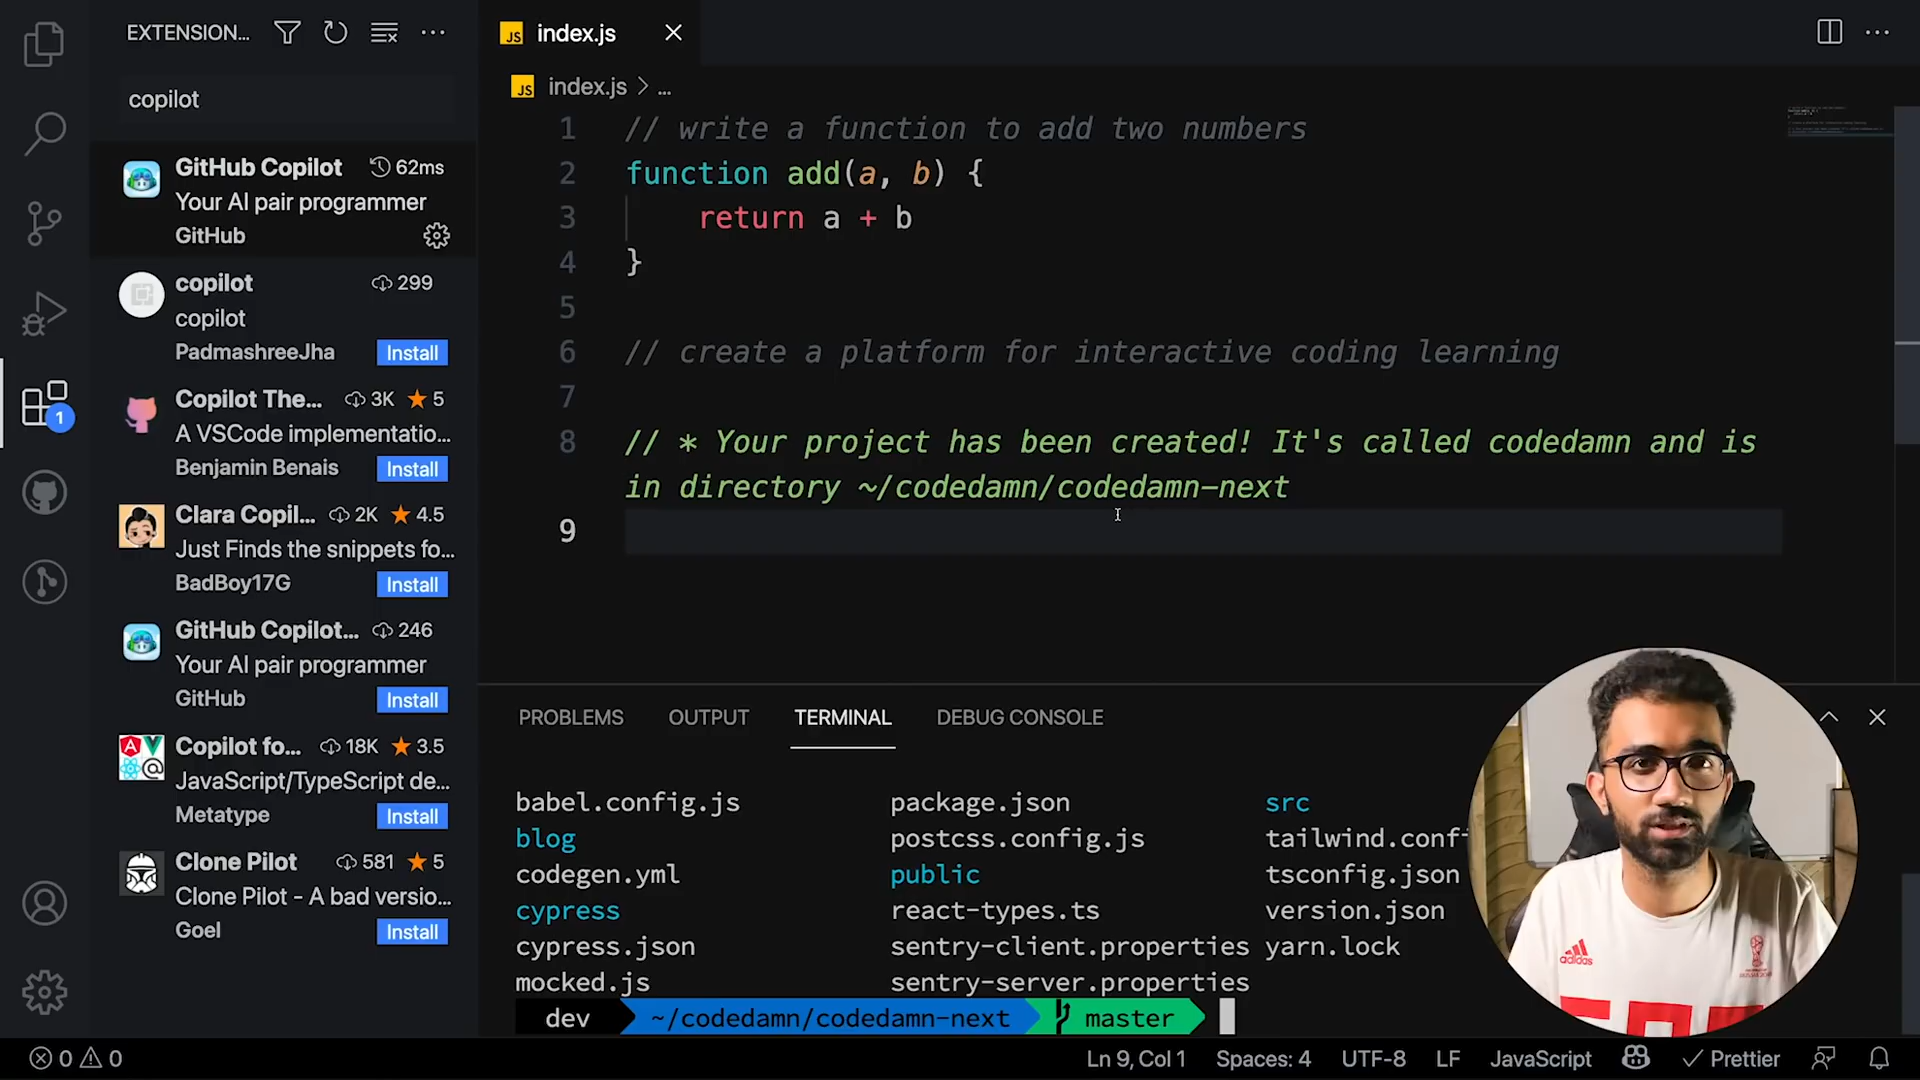 EXTENSION...
copilot
GitHub Copilot 62ms
Your AI pair programmer
GitHub
copilot 299
copilot
PadmashreeJha Install
Copilot The... 3K ★ 5
A VSCode implementatio...
Benjamin Benais Install
Clara Copil... 2K ★ 4.5
Just Finds the snippets fo...
BadBoy17G Install
GitHub Copilot... 246
Your AI pair programmer
GitHub Install
Copilot fo... 18K ★ 3.5
JavaScript/TypeScript de...
Metatype Install
Clone Pilot 581 ★ 5
Clone Pilot - A bad versio...
Goel Install
1
JS index.js
JS index.js > ...
1 // write a function to add two numbers
2 function add(a, b) {
3 return a + b
4 }
5
6 // create a platform for interactive coding learning
7
8 // * Your project has been created! It's called codedamn and is
in directory ~/codedamn/codedamn-next
9
PROBLEMS OUTPUT TERMINAL DEBUG CONSOLE
babel.config.js package.json src
blog postcss.config.js tailwind.confi
codegen.yml public tsconfig.json
cypress react-types.ts version.json
cypress.json sentry-client.properties yarn.lock
mocked.js sentry-server.properties
dev ~/codedamn/codedamn-next master
adidas
0 0 Ln 9, Col 1 Spaces: 4 UTF-8 LF JavaScript ✓ Prettier